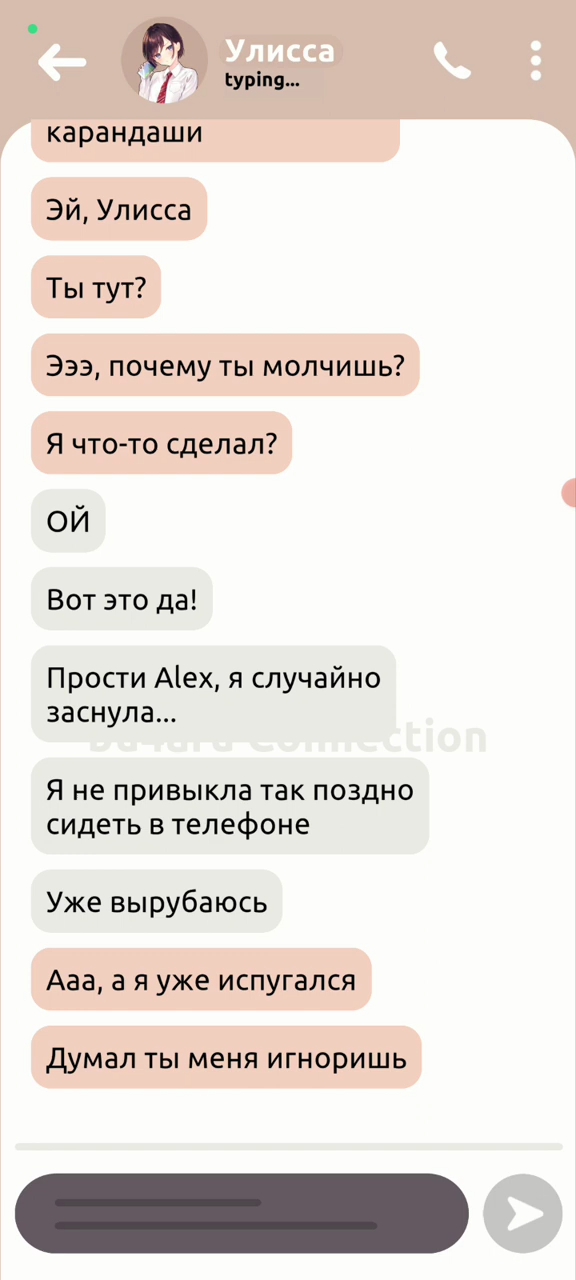 Улисса
typing...
карандаши
Эй, Улисса
Ты тут?
Эээ, почему ты молчишь?
Я что-то сделал?
ОЙ
Вот это да!
Прости Alex, я случайно
заснула...
Connection
Я не привыкла так поздно
сидеть в телефоне
Уже вырубаюсь
Ааа, а я уже испугался
Думал ты меня игноришь